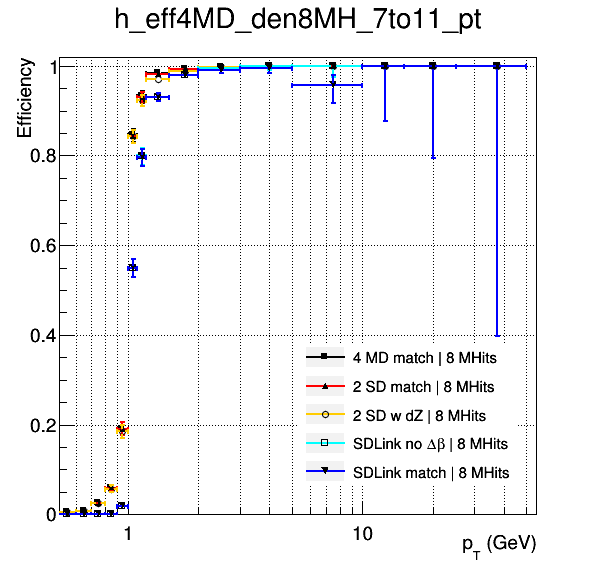 h_eff4MD_den8MH_7to11_pt
Efficiency
1
0.8
0.6
0.4
0.2
0
4 MD match | 8 MHits
2 SD match | 8 MHits
2 SD w dZ | 8 MHits
SDLink no Δβ | 8 MHits
SDLink match | 8 MHits
1
10
p_T (GeV)